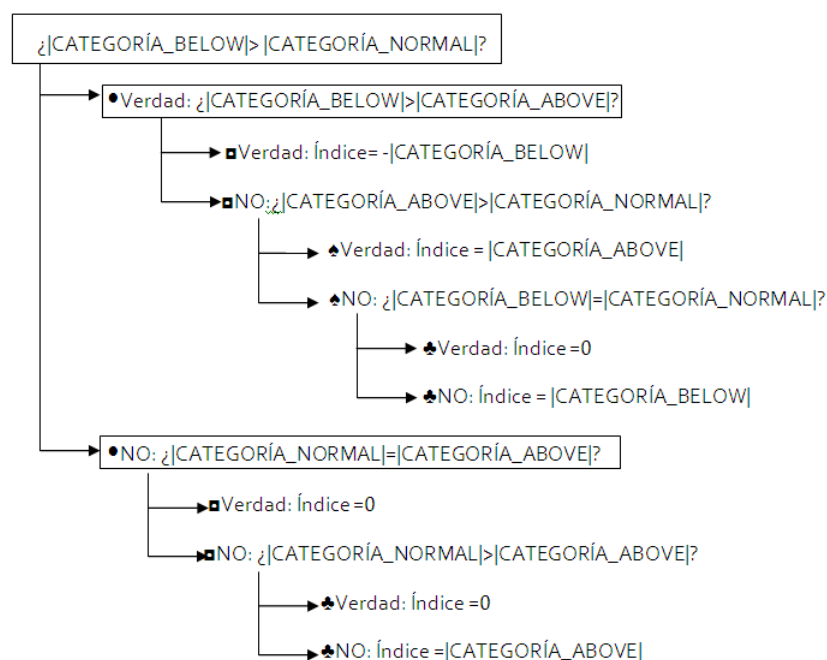 ¿|CATEGORÍA_BELOW|> |CATEGORÍA_NORMAL|?
●Verdad: ¿|CATEGORÍA_BELOW|>|CATEGORÍA_ABOVE|?
◘Verdad: Índice= -|CATEGORÍA_BELOW|
◘NO:¿|CATEGORÍA_ABOVE|>|CATEGORÍA_NORMAL|?
♠Verdad: Índice = |CATEGORÍA_ABOVE|
♠NO: ¿|CATEGORÍA_BELOW|=|CATEGORÍA_NORMAL|?
♣Verdad: Índice =0
♣NO: Índice = |CATEGORÍA_BELOW|
●NO: ¿|CATEGORÍA_NORMAL|=|CATEGORÍA_ABOVE|?
◘Verdad: Índice =0
◘NO: ¿|CATEGORÍA_NORMAL|>|CATEGORÍA_ABOVE|?
♣Verdad: Índice =0
♣NO: Índice =|CATEGORÍA_ABOVE|